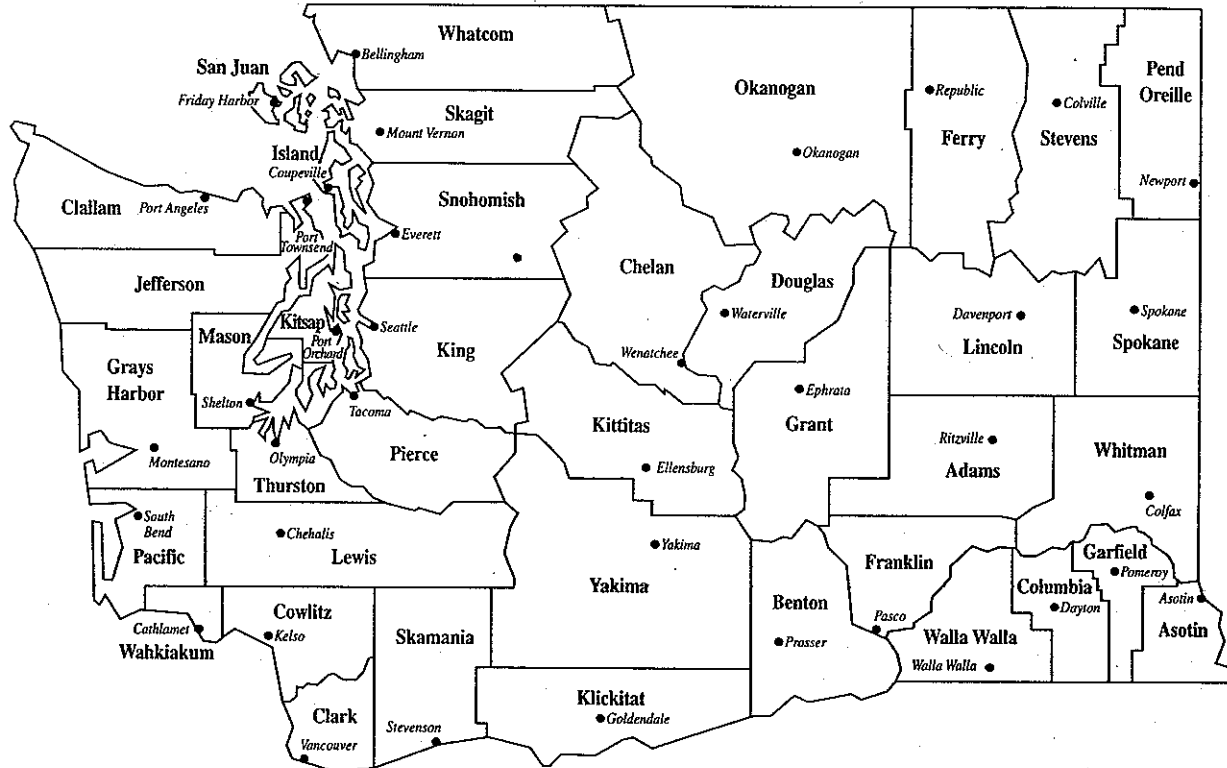 Whatcom
Bellingham
San Juan
Friday Harbor
Skagit
Mount Vernon
Okanogan
Okanogan
Republic
Ferry
Colville
Stevens
Pend
Oreille
Newport
Island
Coupeville
Clallam
Port Angeles
Port
Townsend
Snohomish
Everett
Jefferson
Chelan
Douglas
Waterville
Wenatchee
Mason
Kitsap
Port
Orchard
Seattle
King
Davenport
Lincoln
Spokane
Spokane
Grays
Harbor
Shelton
Tacoma
Ephrata
Grant
Kittitas
Ellensburg
Ritzville
Adams
Whitman
Colfax
Montesano
Olympia
Thurston
Pierce
South
Bend
Pacific
Chehalis
Lewis
Yakima
Yakima
Franklin
Pasco
Benton
Prasser
Garfield
Pomeroy
Columbia
Dayton
Asotin
Asotin
Cathlamet
Wahkiakum
Cowlitz
Kelso
Skamania
Walla Walla
Walla Walla
Klickitat
Goldendale
Clark
Vancouver
Stevenson